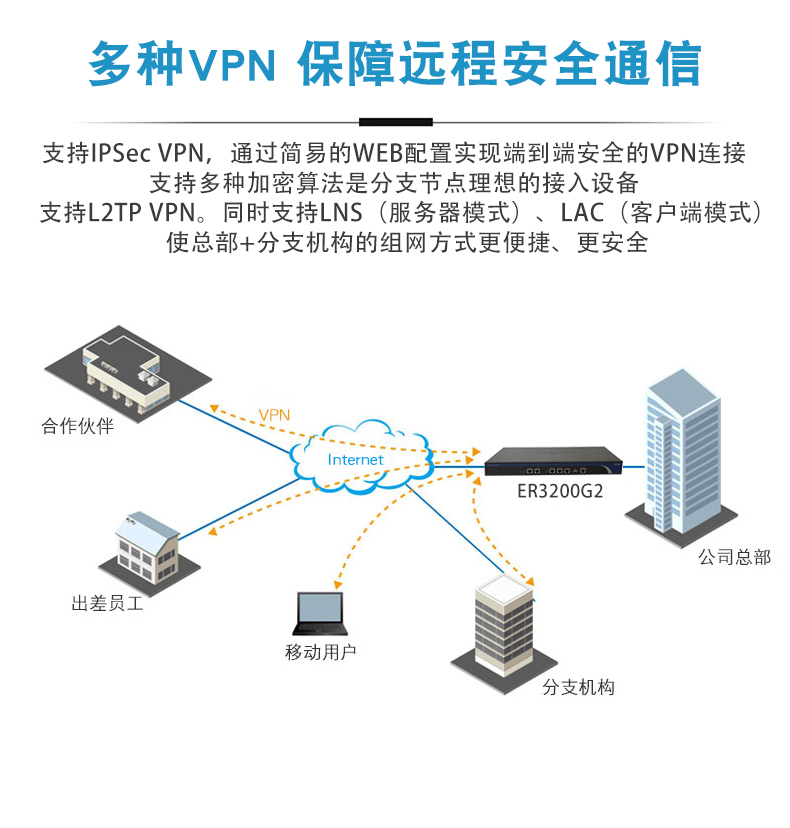 多种VPN 保障远程安全通信
支持IPSec VPN，通过简易的WEB配置实现端到端安全的VPN连接
支持多种加密算法是分支节点理想的接入设备
支持L2TP VPN。同时支持LNS（服务器模式）、LAC（客户端模式）
使总部+分支机构的组网方式更便捷、更安全
合作伙伴
VPN
Internet
ER3200G2
公司总部
出差员工
移动用户
分支机构